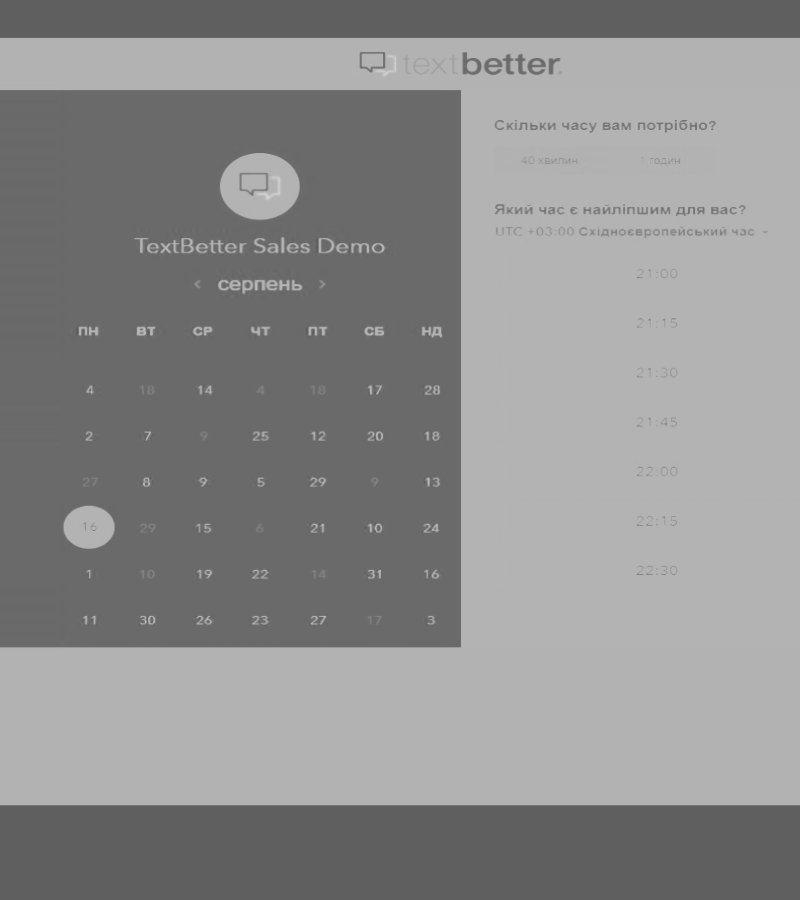 textbetter.
Скільки часу вам потрібно?
40 хвилин 1 годин
Який час є найліпшим для вас?
UTC +03:00 Східноєвропейський час
21:00
21:15
21:30
21:45
22:00
22:15
22:30
TextBetter Sales Demo
< серпень >
ПН ВТ СР ЧТ ПТ СБ НД
4 18 14 4 18 17 28
2 7 9 25 12 20 18
27 8 9 5 29 9 13
16 29 15 6 21 10 24
1 10 19 22 14 31 16
11 30 26 23 27 17 3